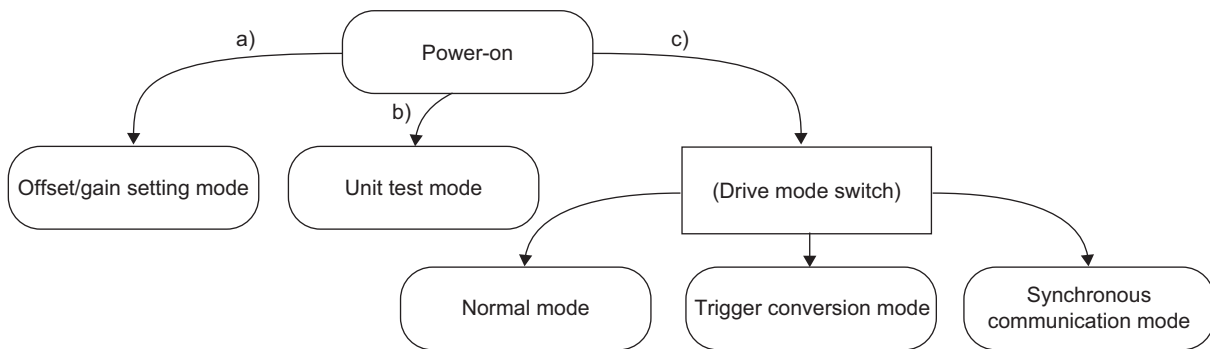 a)
Power-on
c)
b)
Offset/gain setting mode
Unit test mode
(Drive mode switch)
Normal mode
Trigger conversion mode
Synchronous
communication mode